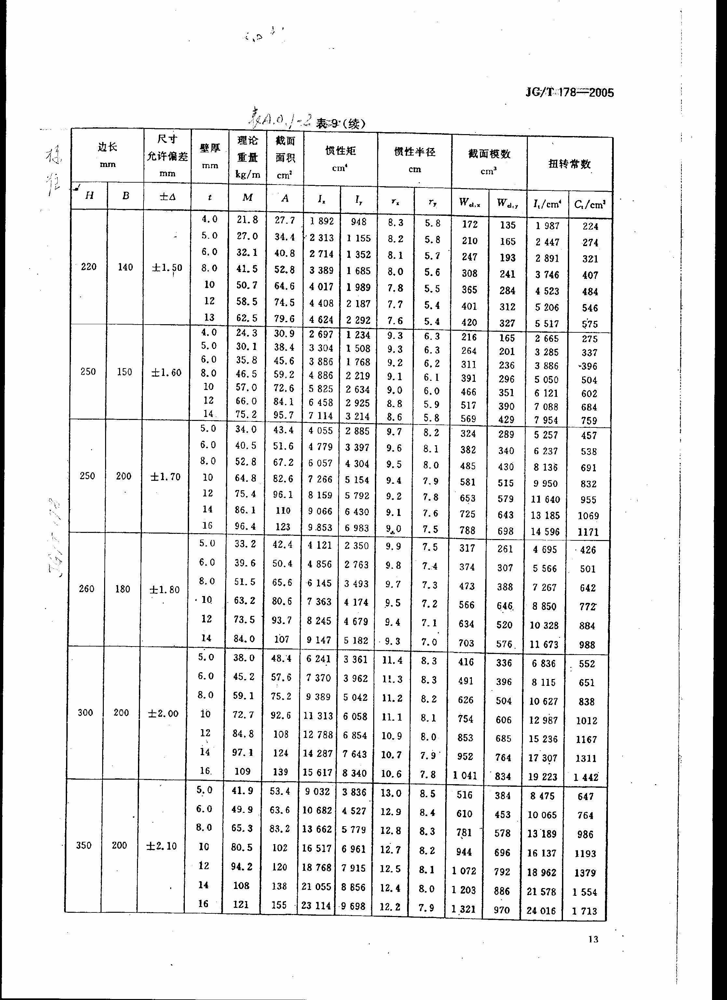 JG/T 178—2005
表A.0.1-2 表9(续)
标准
JG/T 178
边长 mm 尺寸允许偏差 mm 壁厚 mm 理论重量 kg/m 截面面积 cm² 惯性矩 cm⁴ 惯性半径 cm 截面模数 cm³ 扭转常数
H B ±Δ t M A Iₓ I_y rₓ r_y W_el,x W_el,y Iₜ/cm⁴ Cₜ/cm³
4.0 21.8 27.7 1 892 948 8.3 5.8 172 135 1 987 224
5.0 27.0 34.4 2 313 1 155 8.2 5.8 210 165 2 447 274
6.0 32.1 40.8 2 714 1 352 8.1 5.7 247 193 2 891 321
220 140 ±1.50 8.0 41.5 52.8 3 389 1 685 8.0 5.6 308 241 3 746 407
10 50.7 64.6 4 017 1 989 7.8 5.5 365 284 4 523 484
12 58.5 74.5 4 408 2 187 7.7 5.4 401 312 5 206 546
13 62.5 79.6 4 624 2 292 7.6 5.4 420 327 5 517 575
4.0 24.3 30.9 2 697 1 234 9.3 6.3 216 165 2 665 275
5.0 30.1 38.4 3 304 1 508 9.3 6.3 264 201 3 285 337
6.0 35.8 45.6 3 886 1 768 9.2 6.2 311 236 3 886 396
250 150 ±1.60 8.0 46.5 59.2 4 886 2 219 9.1 6.1 391 296 5 050 504
10 57.0 72.6 5 825 2 634 9.0 6.0 466 351 6 121 602
12 66.0 84.1 6 458 2 925 8.8 5.9 517 390 7 088 684
14 75.2 95.7 7 114 3 214 8.6 5.8 569 429 7 954 759
5.0 34.0 43.4 4 055 2 885 9.7 8.2 324 289 5 257 457
6.0 40.5 51.6 4 779 3 397 9.6 8.1 382 340 6 237 538
8.0 52.8 67.2 6 057 4 304 9.5 8.0 485 430 8 136 691
250 200 ±1.70 10 64.8 82.6 7 266 5 154 9.4 7.9 581 515 9 950 832
12 75.4 96.1 8 159 5 792 9.2 7.8 653 579 11 640 955
14 86.1 110 9 066 6 430 9.1 7.6 725 643 13 185 1069
16 96.4 123 9 853 6 983 9.0 7.5 788 698 14 596 1171
5.0 33.2 42.4 4 121 2 350 9.9 7.5 317 261 4 695 426
6.0 39.6 50.4 4 856 2 763 9.8 7.4 374 307 5 566 501
260 180 ±1.80 8.0 51.5 65.6 6 145 3 493 9.7 7.3 473 388 7 267 642
10 63.2 80.6 7 363 4 174 9.5 7.2 566 646 8 850 772
12 73.5 93.7 8 245 4 679 9.4 7.1 634 520 10 328 884
14 84.0 107 9 147 5 182 9.3 7.0 703 576 11 673 988
5.0 38.0 48.4 6 241 3 361 11.4 8.3 416 336 6 836 552
6.0 45.2 57.6 7 370 3 962 11.3 8.3 491 396 8 115 651
8.0 59.1 75.2 9 389 5 042 11.2 8.2 626 504 10 627 838
300 200 ±2.00 10 72.7 92.6 11 313 6 058 11.1 8.1 754 606 12 987 1012
12 84.8 108 12 788 6 854 10.9 8.0 853 685 15 236 1167
14 97.1 124 14 287 7 643 10.7 7.9 952 764 17 307 1311
16 109 139 15 617 8 340 10.6 7.8 1 041 834 19 223 1 442
5.0 41.9 53.4 9 032 3 836 13.0 8.5 516 384 8 475 647
6.0 49.9 63.6 10 682 4 527 12.9 8.4 610 453 10 065 764
8.0 65.3 83.2 13 662 5 779 12.8 8.3 781 578 13 189 986
350 200 ±2.10 10 80.5 102 16 517 6 961 12.7 8.2 944 696 16 137 1193
12 94.2 120 18 768 7 915 12.5 8.1 1 072 792 18 962 1379
14 108 138 21 055 8 856 12.4 8.0 1 203 886 21 578 1 554
16 121 155 23 114 9 698 12.2 7.9 1 321 970 24 016 1 713
13